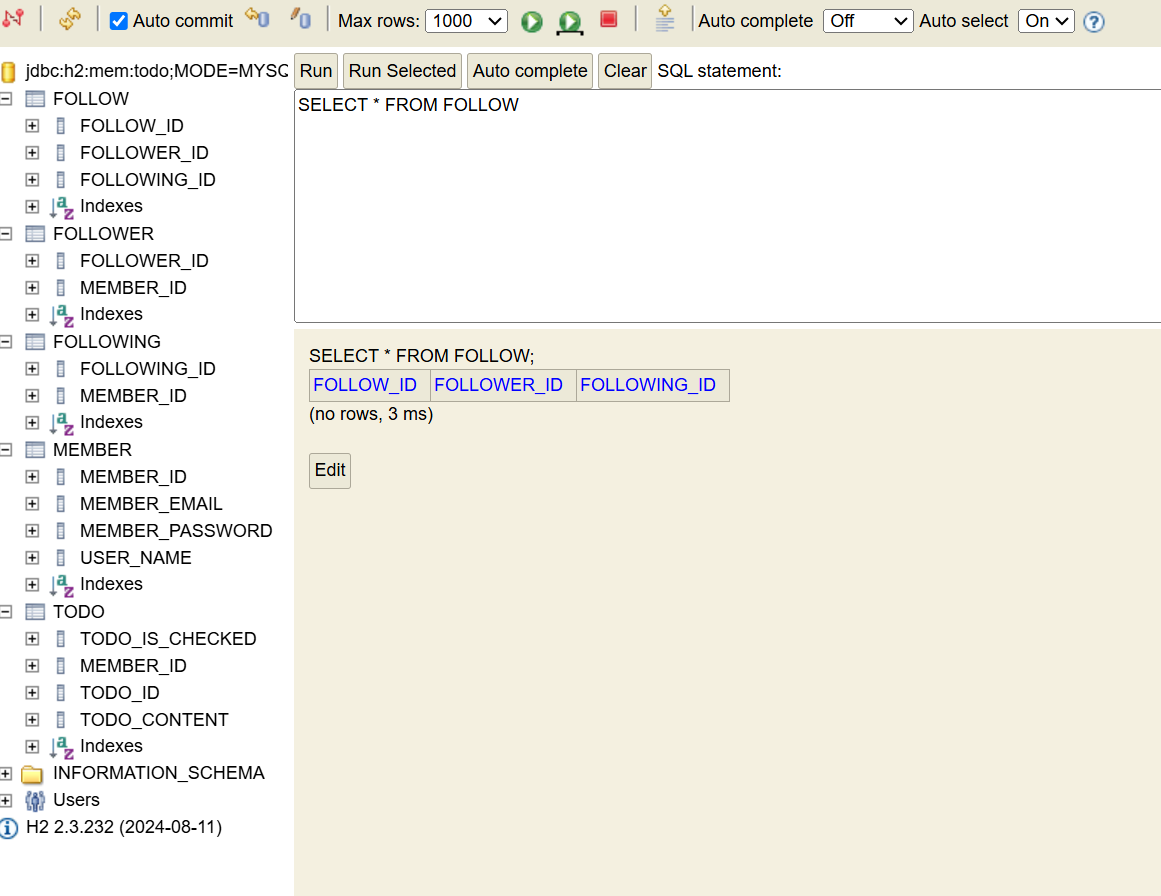 Auto commit Max rows: 1000 Auto complete Off Auto select On ?
jdbc:h2:mem:todo;MODE=MYSQ
FOLLOW
FOLLOW_ID
FOLLOWER_ID
FOLLOWING_ID
Indexes
FOLLOWER
FOLLOWER_ID
MEMBER_ID
Indexes
FOLLOWING
FOLLOWING_ID
MEMBER_ID
Indexes
MEMBER
MEMBER_ID
MEMBER_EMAIL
MEMBER_PASSWORD
USER_NAME
Indexes
TODO
TODO_IS_CHECKED
MEMBER_ID
TODO_ID
TODO_CONTENT
Indexes
INFORMATION_SCHEMA
Users
H2 2.3.232 (2024-08-11)
Run Run Selected Auto complete Clear SQL statement:
SELECT * FROM FOLLOW
SELECT * FROM FOLLOW;
FOLLOW_ID FOLLOWER_ID FOLLOWING_ID
(no rows, 3 ms)
Edit